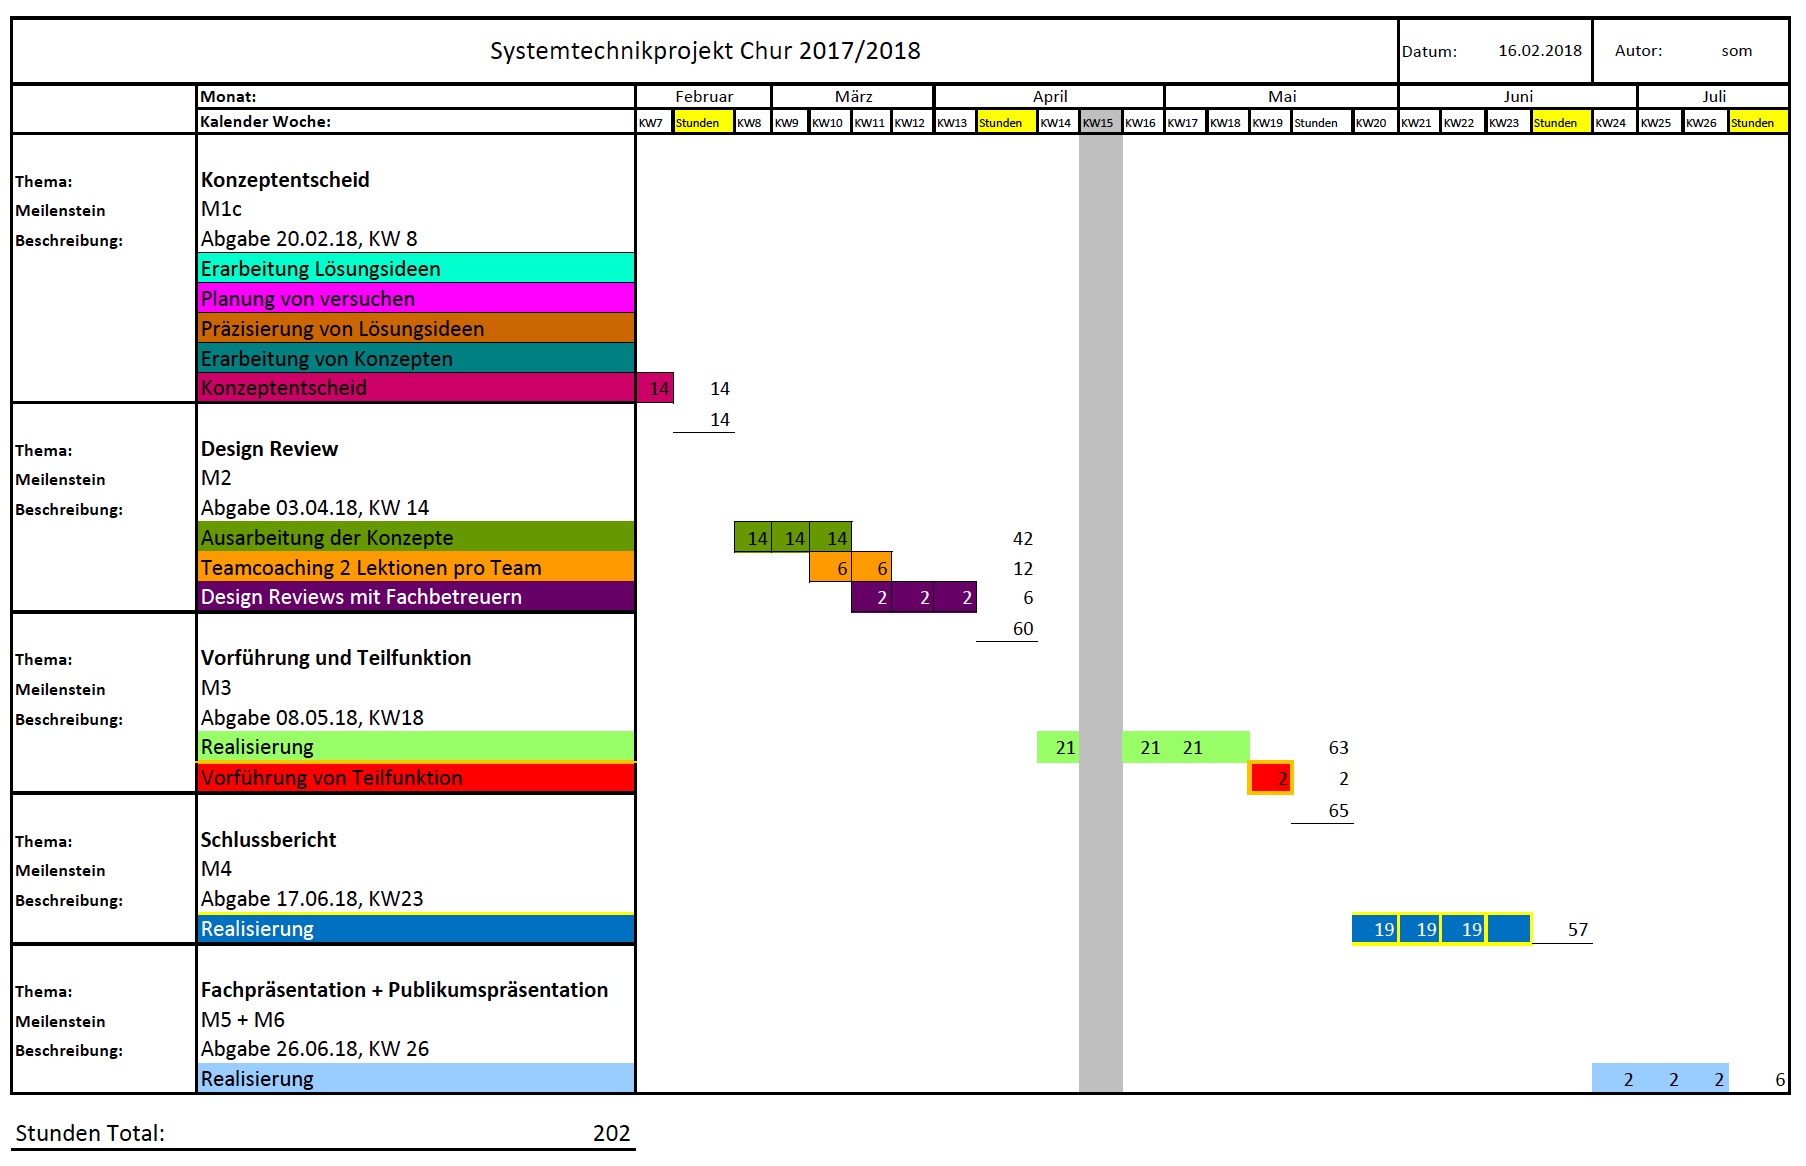 Systemtechnikprojekt Chur 2017/2018 Datum: 16.02.2018 Autor: som
Monat: Februar März April Mai Juni Juli
Kalender Woche: KW7 Stunden KW8 KW9 KW10 KW11 KW12 KW13 Stunden KW14 KW15 KW16 KW17 KW18 KW19 Stunden KW20 KW21 KW22 KW23 Stunden KW24 KW25 KW26 Stunden
Thema: Konzeptentscheid
Meilenstein M1c
Beschreibung: Abgabe 20.02.18, KW 8
Erarbeitung Lösungsideen
Planung von versuchen
Präzisierung von Lösungsideen
Erarbeitung von Konzepten
Konzeptentscheid 14 14
14
Thema: Design Review
Meilenstein M2
Beschreibung: Abgabe 03.04.18, KW 14
Ausarbeitung der Konzepte 14 14 14 42
Teamcoaching 2 Lektionen pro Team 6 6 12
Design Reviews mit Fachbetreuern 2 2 2 6
60
Thema: Vorführung und Teilfunktion
Meilenstein M3
Beschreibung: Abgabe 08.05.18, KW18
Realisierung 21 21 21 63
Vorführung von Teilfunktion 2 2
65
Thema: Schlussbericht
Meilenstein M4
Beschreibung: Abgabe 17.06.18, KW23
Realisierung 19 19 19 57
Thema: Fachpräsentation + Publikumspräsentation
Meilenstein M5 + M6
Beschreibung: Abgabe 26.06.18, KW 26
Realisierung 2 2 2 6
Stunden Total: 202